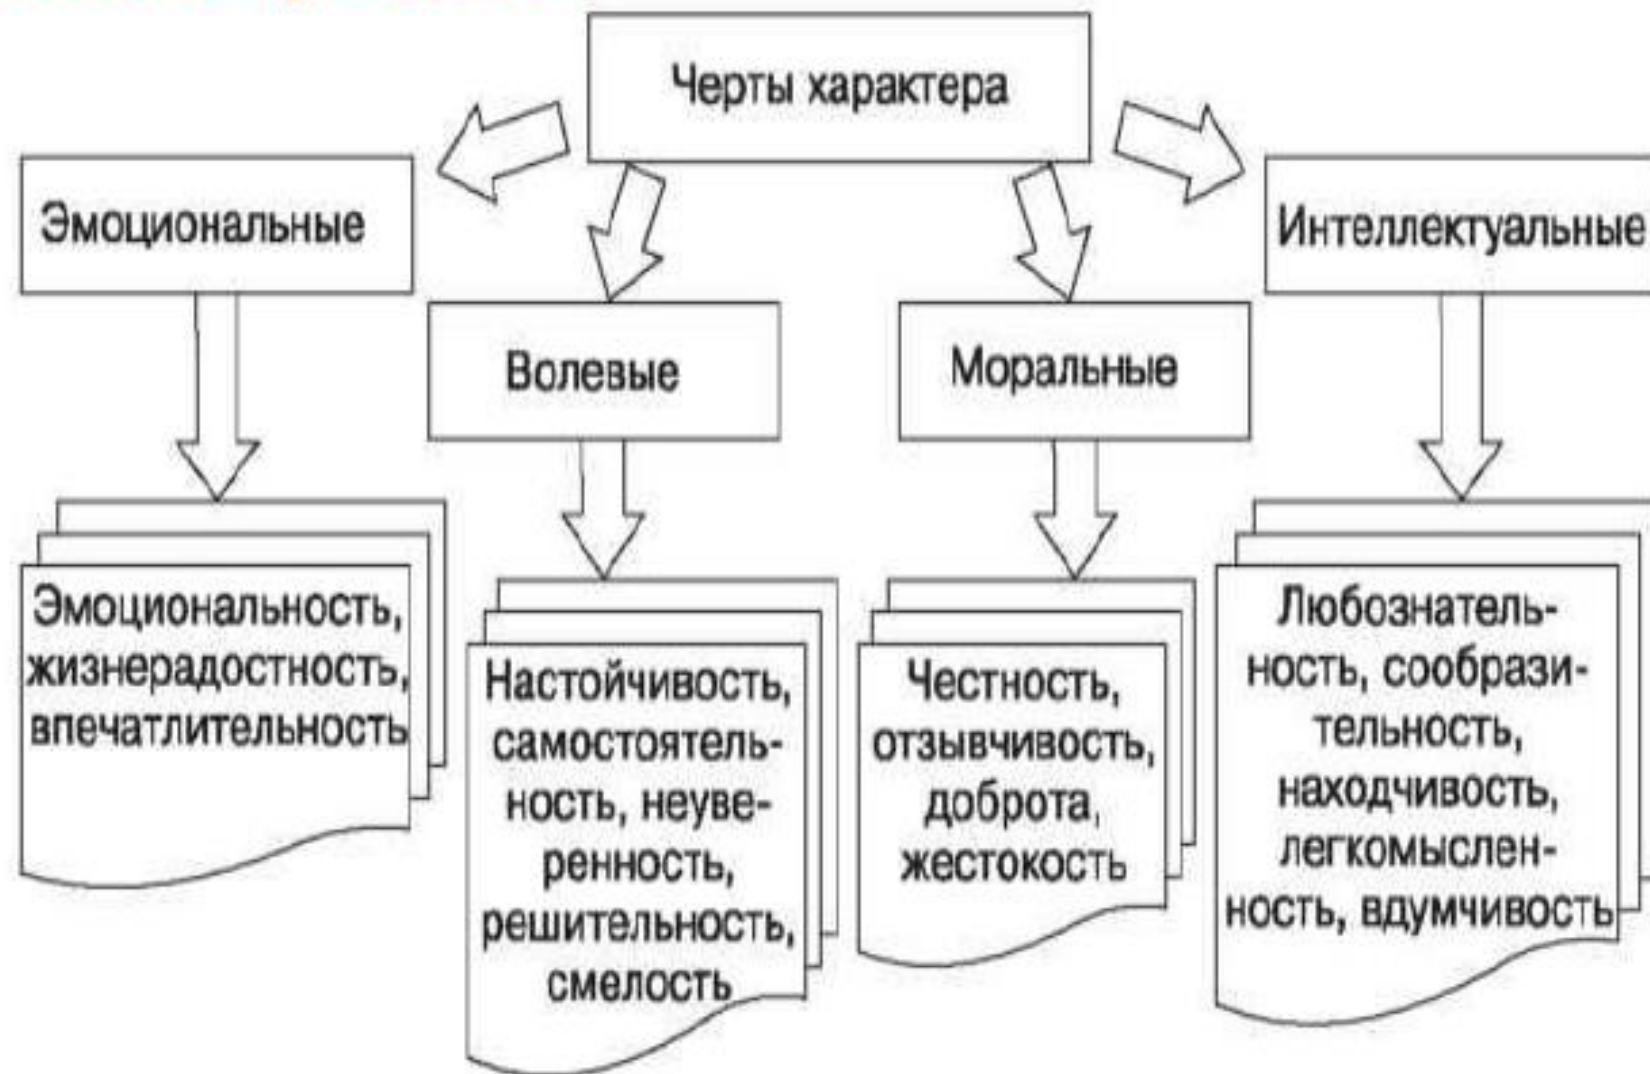 Черты характера
Эмоциональные
Интеллектуальные
Волевые
Моральные
Эмоциональность,
жизнерадостность,
впечатлительность
Настойчивость,
самостоятель-
ность, неуве-
ренность,
решительность,
смелость
Честность,
отзывчивость,
доброта,
жестокость
Любознатель-
ность, сообрази-
тельность,
находчивость,
легкомыслен-
ность, вдумчивость